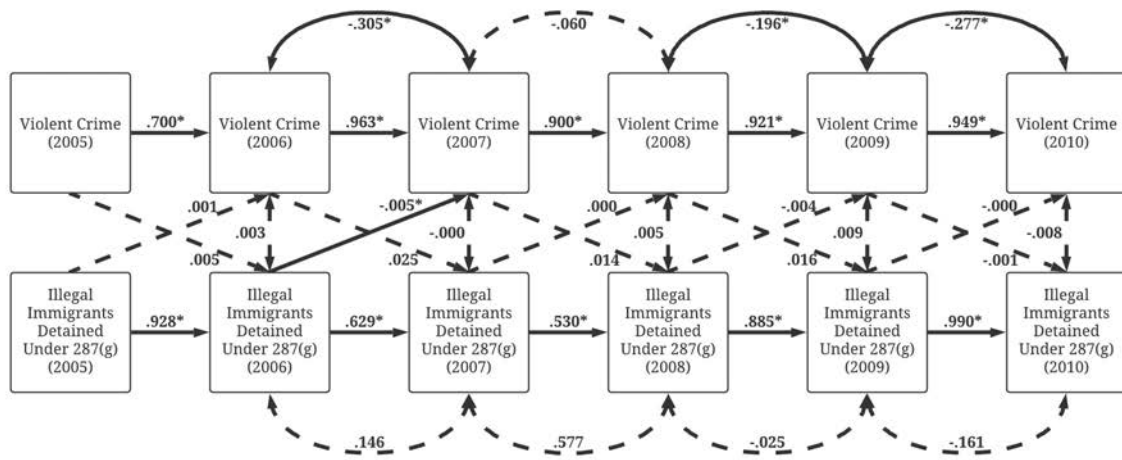 -.305* -.060 -.196* -.277*
Violent Crime
(2005)
.700*
Violent Crime
(2006)
.963*
Violent Crime
(2007)
.900*
Violent Crime
(2008)
.921*
Violent Crime
(2009)
.949*
Violent Crime
(2010)
.001 -.005* .000 -.004 -.000
.003 -.000 .005 .009 -.008
.005 .025 .014 .016 -.001
Illegal
Immigrants
Detained
Under 287(g)
(2005)
.928*
Illegal
Immigrants
Detained
Under 287(g)
(2006)
.629*
Illegal
Immigrants
Detained
Under 287(g)
(2007)
.530*
Illegal
Immigrants
Detained
Under 287(g)
(2008)
.885*
Illegal
Immigrants
Detained
Under 287(g)
(2009)
.990*
Illegal
Immigrants
Detained
Under 287(g)
(2010)
.146 .577 -.025 -.161